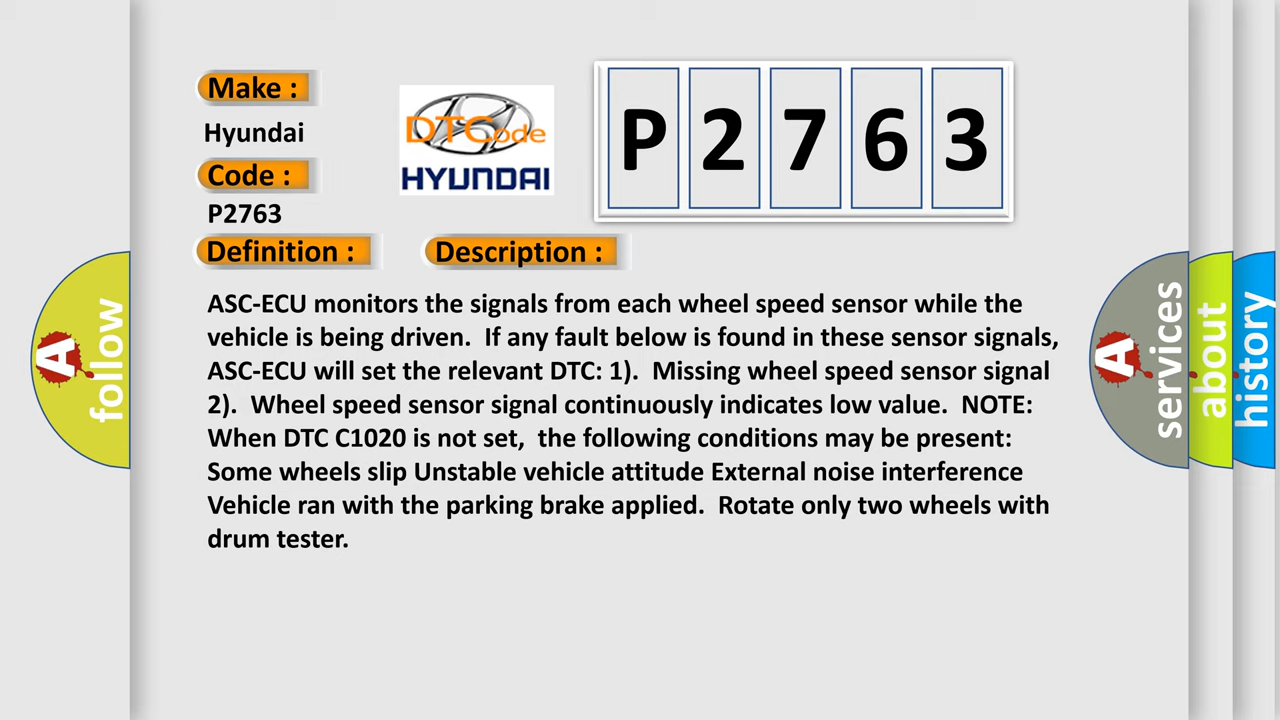 Make :
Hyundai
Code :
P2763
Definition :
Description :
DTCode
HYUNDAI
P2763
ASC-ECU monitors the signals from each wheel speed sensor while the
vehicle is being driven. If any fault below is found in these sensor signals,
ASC-ECU will set the relevant DTC: 1). Missing wheel speed sensor signal
2). Wheel speed sensor signal continuously indicates low value. NOTE:
When DTC C1020 is not set, the following conditions may be present:
Some wheels slip Unstable vehicle attitude External noise interference
Vehicle ran with the parking brake applied. Rotate only two wheels with
drum tester.
A
follow
A
services
about
history